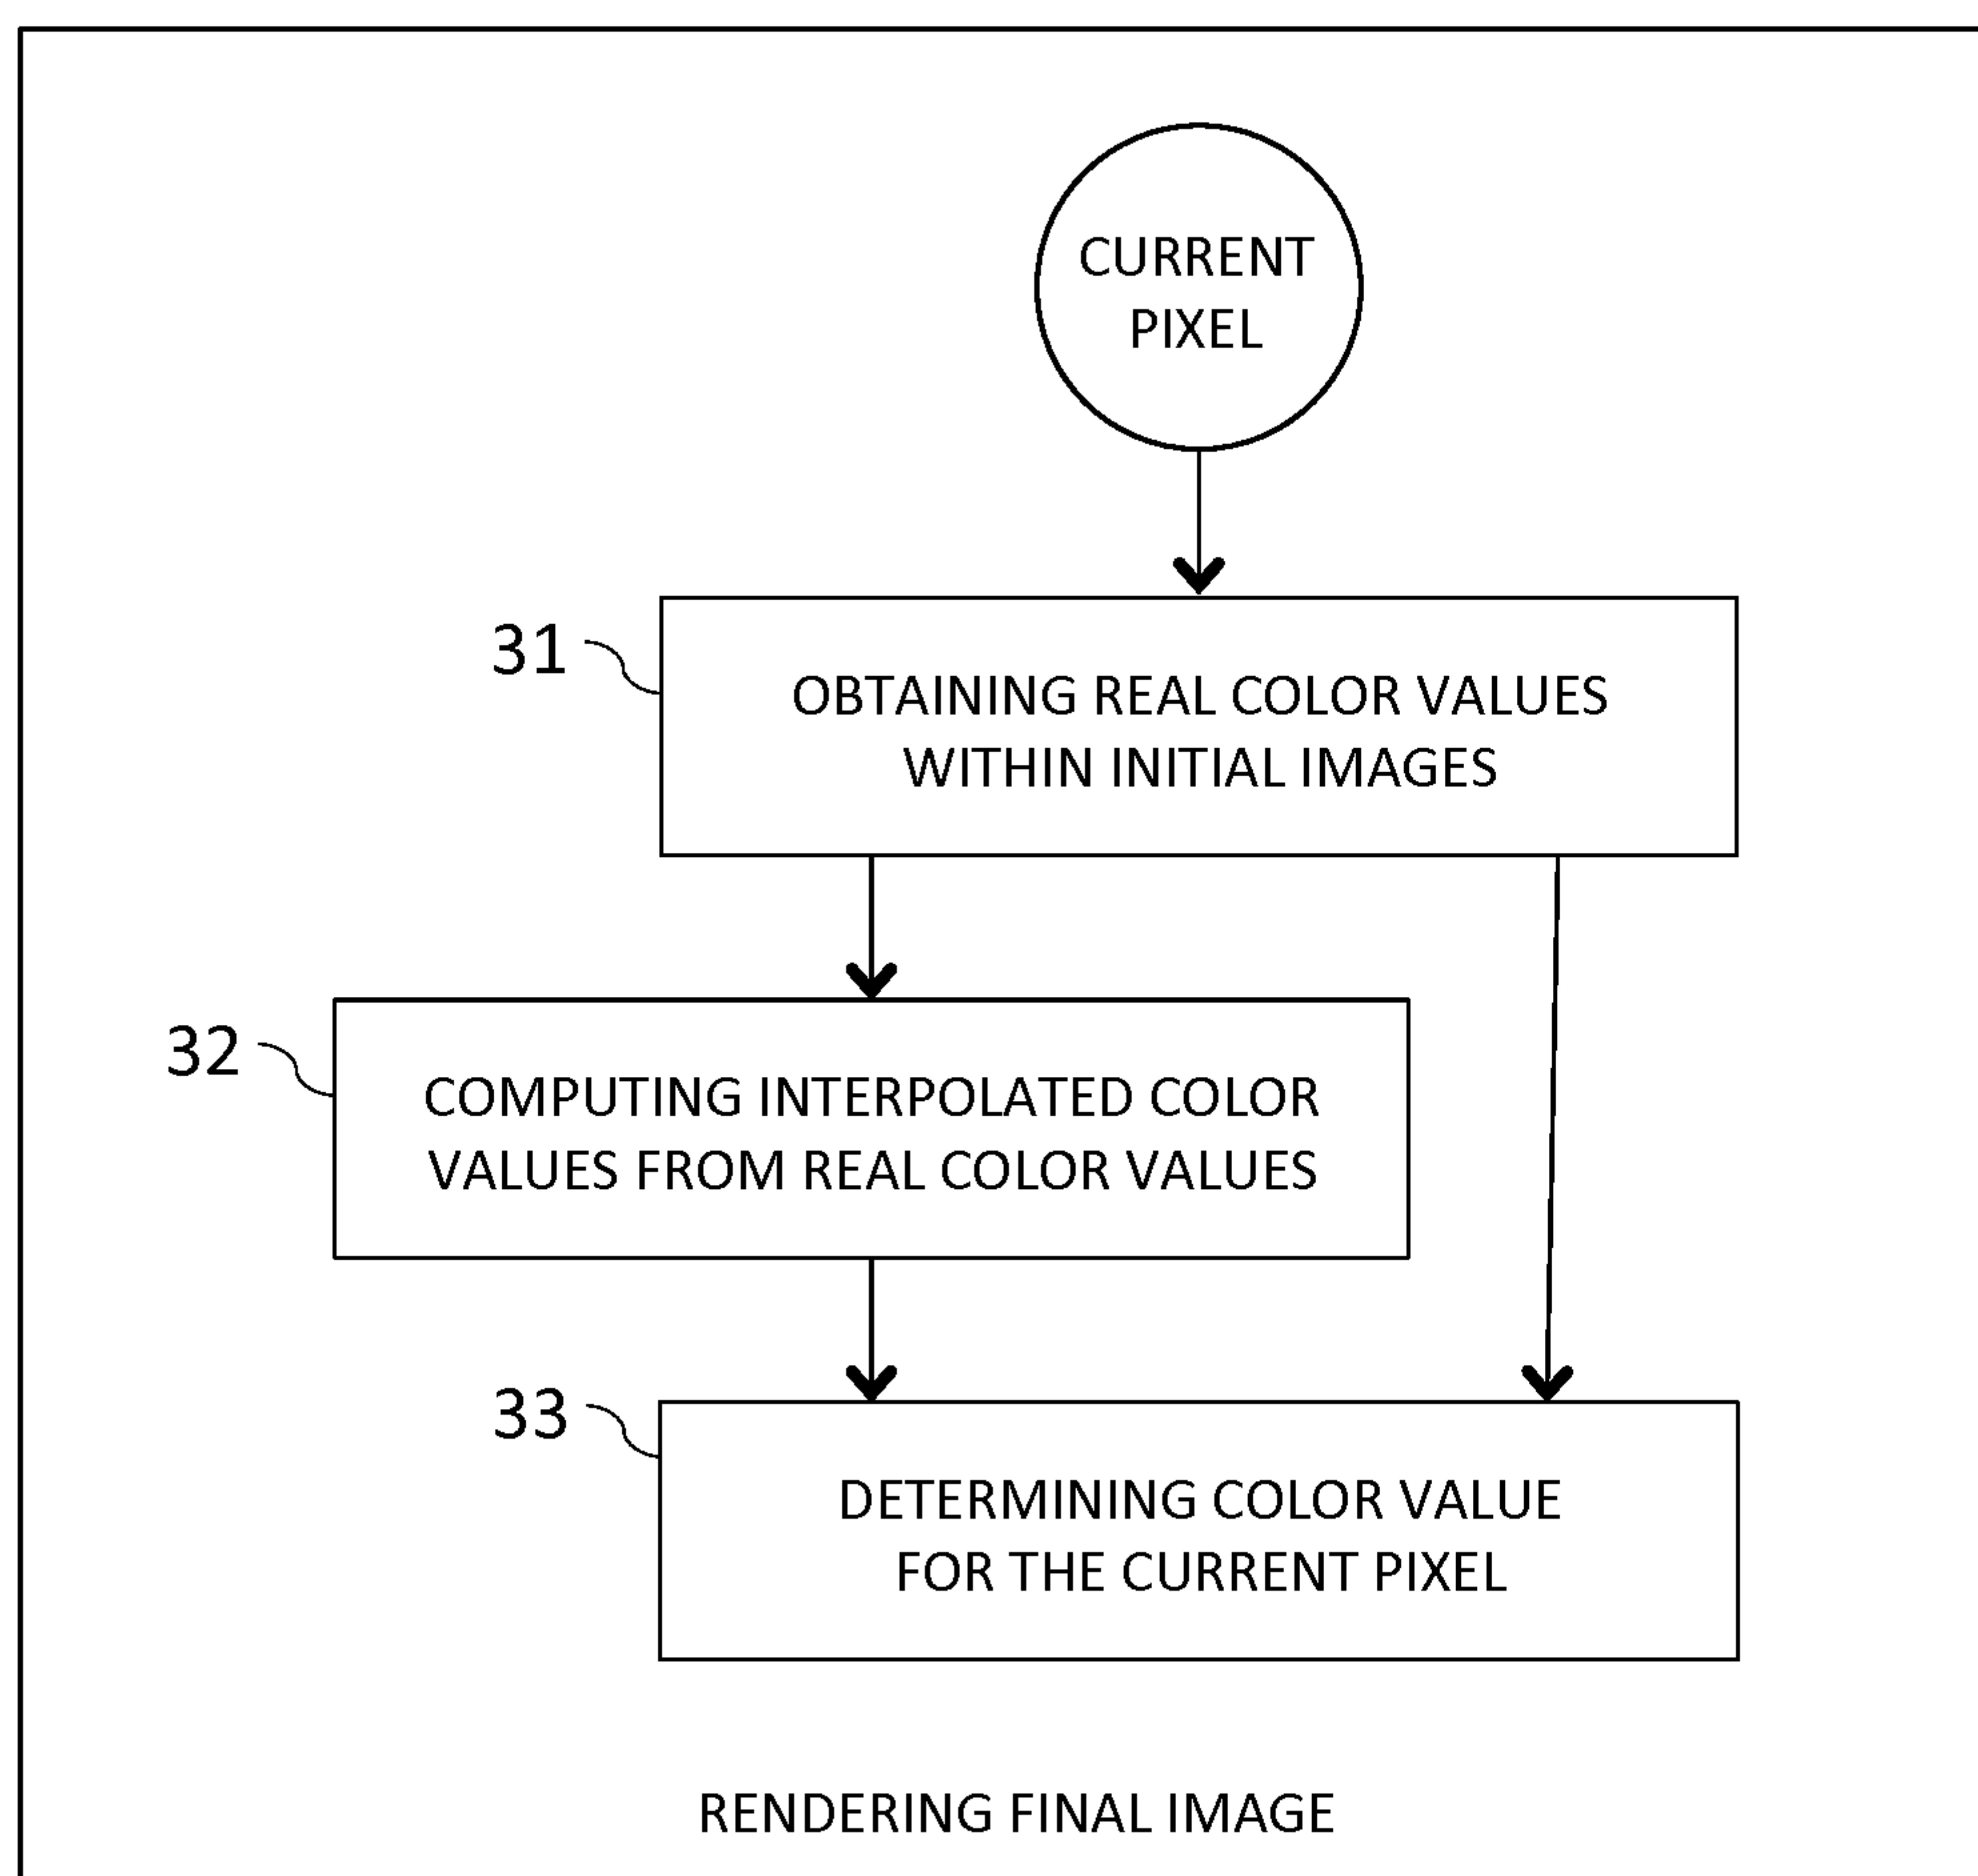 CURRENT
PIXEL
31
OBTAINING REAL COLOR VALUES
WITHIN INITIAL IMAGES
32
COMPUTING INTERPOLATED COLOR
VALUES FROM REAL COLOR VALUES
33
DETERMINING COLOR VALUE
FOR THE CURRENT PIXEL
RENDERING FINAL IMAGE